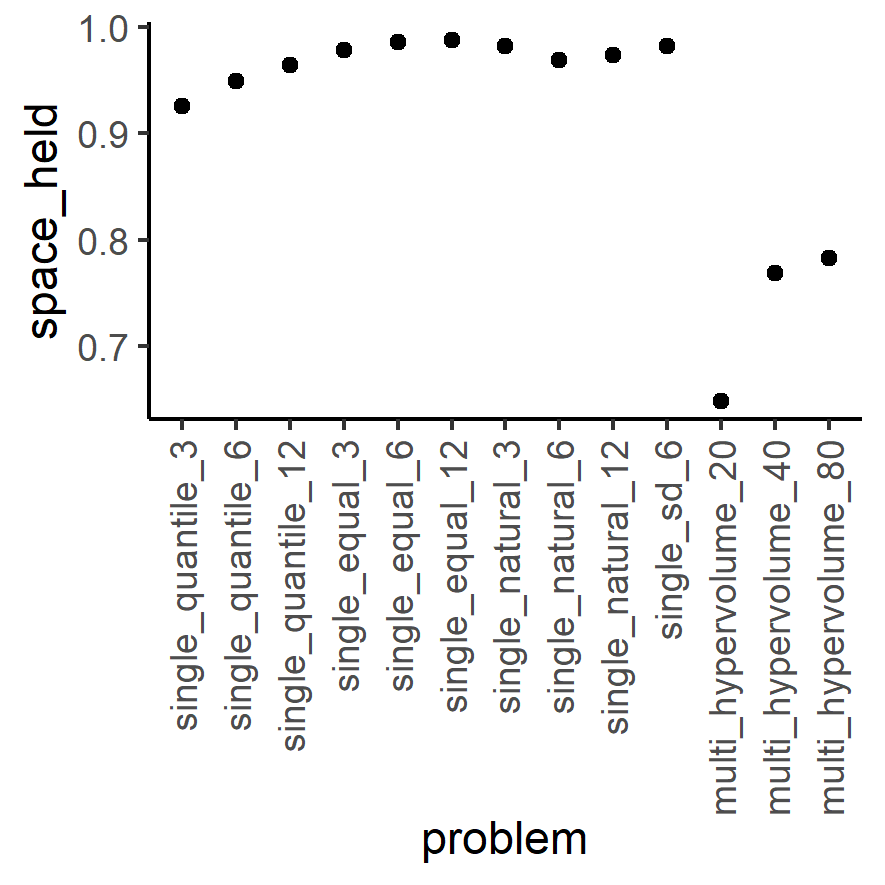 1.0
0.9
0.8
0.7
space_held
single_quantile_3
single_quantile_6
single_quantile_12
single_equal_3
single_equal_6
single_equal_12
single_natural_3
single_natural_6
single_natural_12
single_sd_6
multi_hypervolume_20
multi_hypervolume_40
multi_hypervolume_80
problem